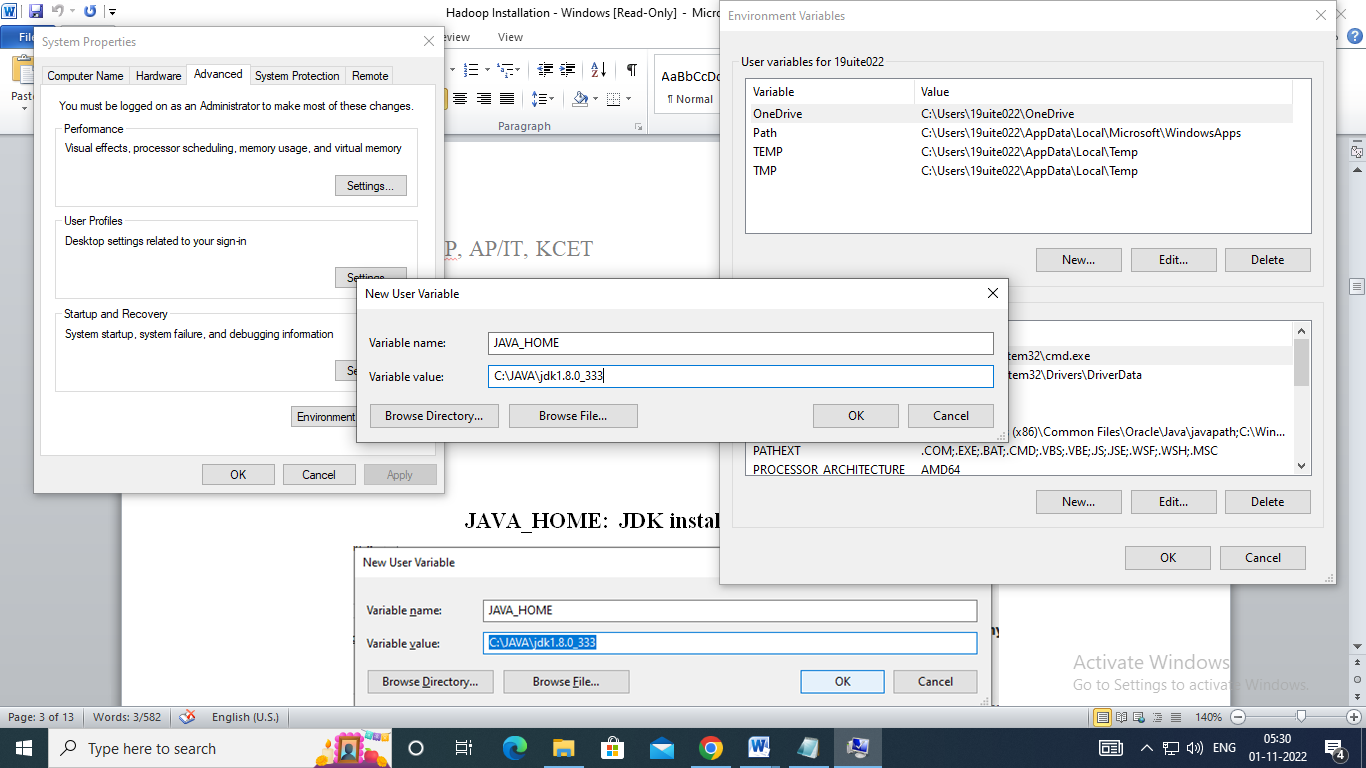 Hadoop Installation - Windows [Read-Only] - Micro
File
View
Paste
Paragraph
AaBbCcDc
¶ Normal
System Properties
Computer Name
Hardware
Advanced
System Protection
Remote
You must be logged on as an Administrator to make most of these changes.
Performance
Visual effects, processor scheduling, memory usage, and virtual memory
Settings...
User Profiles
Desktop settings related to your sign-in
Settings...
Startup and Recovery
System startup, system failure, and debugging information
Se
Environment
OK
Cancel
Apply
P, AP/IT, KCET
Environment Variables
User variables for 19uite022
Variable Value
OneDrive C:\Users\19uite022\OneDrive
Path C:\Users\19uite022\AppData\Local\Microsoft\WindowsApps
TEMP C:\Users\19uite022\AppData\Local\Temp
TMP C:\Users\19uite022\AppData\Local\Temp
New...
Edit...
Delete
tem32\cmd.exe
tem32\Drivers\DriverData
(x86)\Common Files\Oracle\Java\javapath;C:\Win...
PATHEXT .COM;.EXE;.BAT;.CMD;.VBS;.VBE;.JS;.JSE;.WSF;.WSH;.MSC
PROCESSOR_ARCHITECTURE AMD64
New...
Edit...
Delete
OK
Cancel
New User Variable
Variable name: JAVA_HOME
Variable value: C:\JAVA\jdk1.8.0_333
Browse Directory...
Browse File...
OK
Cancel
JAVA_HOME: JDK instal
New User Variable
Variable name: JAVA_HOME
Variable value: C:\JAVA\jdk1.8.0_333
Browse Directory...
Browse File...
OK
Cancel
Activate Windows
Go to Settings to activate Windows.
Page: 3 of 13
Words: 3/582
English (U.S.)
140%
Type here to search
ENG
05:30
01-11-2022
4